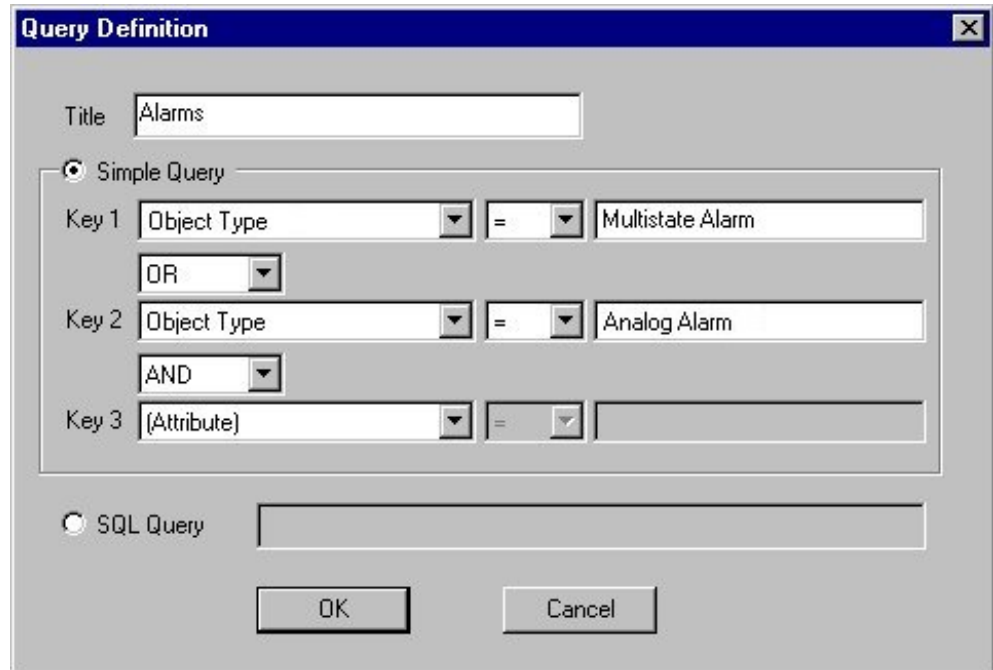 Query Definition
Title Alarms
Simple Query
Key 1 Object Type = Multistate Alarm
OR
Key 2 Object Type = Analog Alarm
AND
Key 3 (Attribute) =
SQL Query
OK Cancel